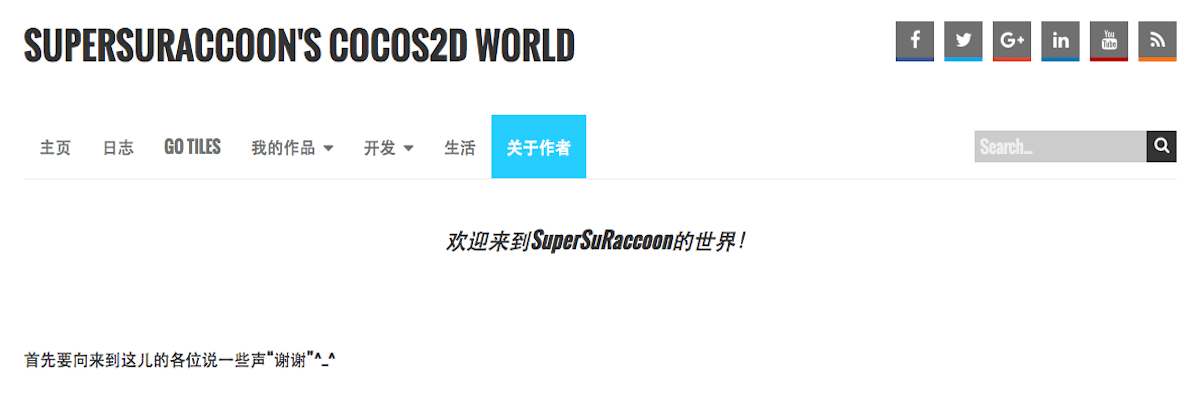 SUPERSURACCOON'S COCOS2D WORLD
主页 日志 GO TILES 我的作品 开发 生活 关于作者 Search...
欢迎来到SuperSuRaccoon的世界!
首先要向来到这儿的各位说一些声“谢谢”^_^